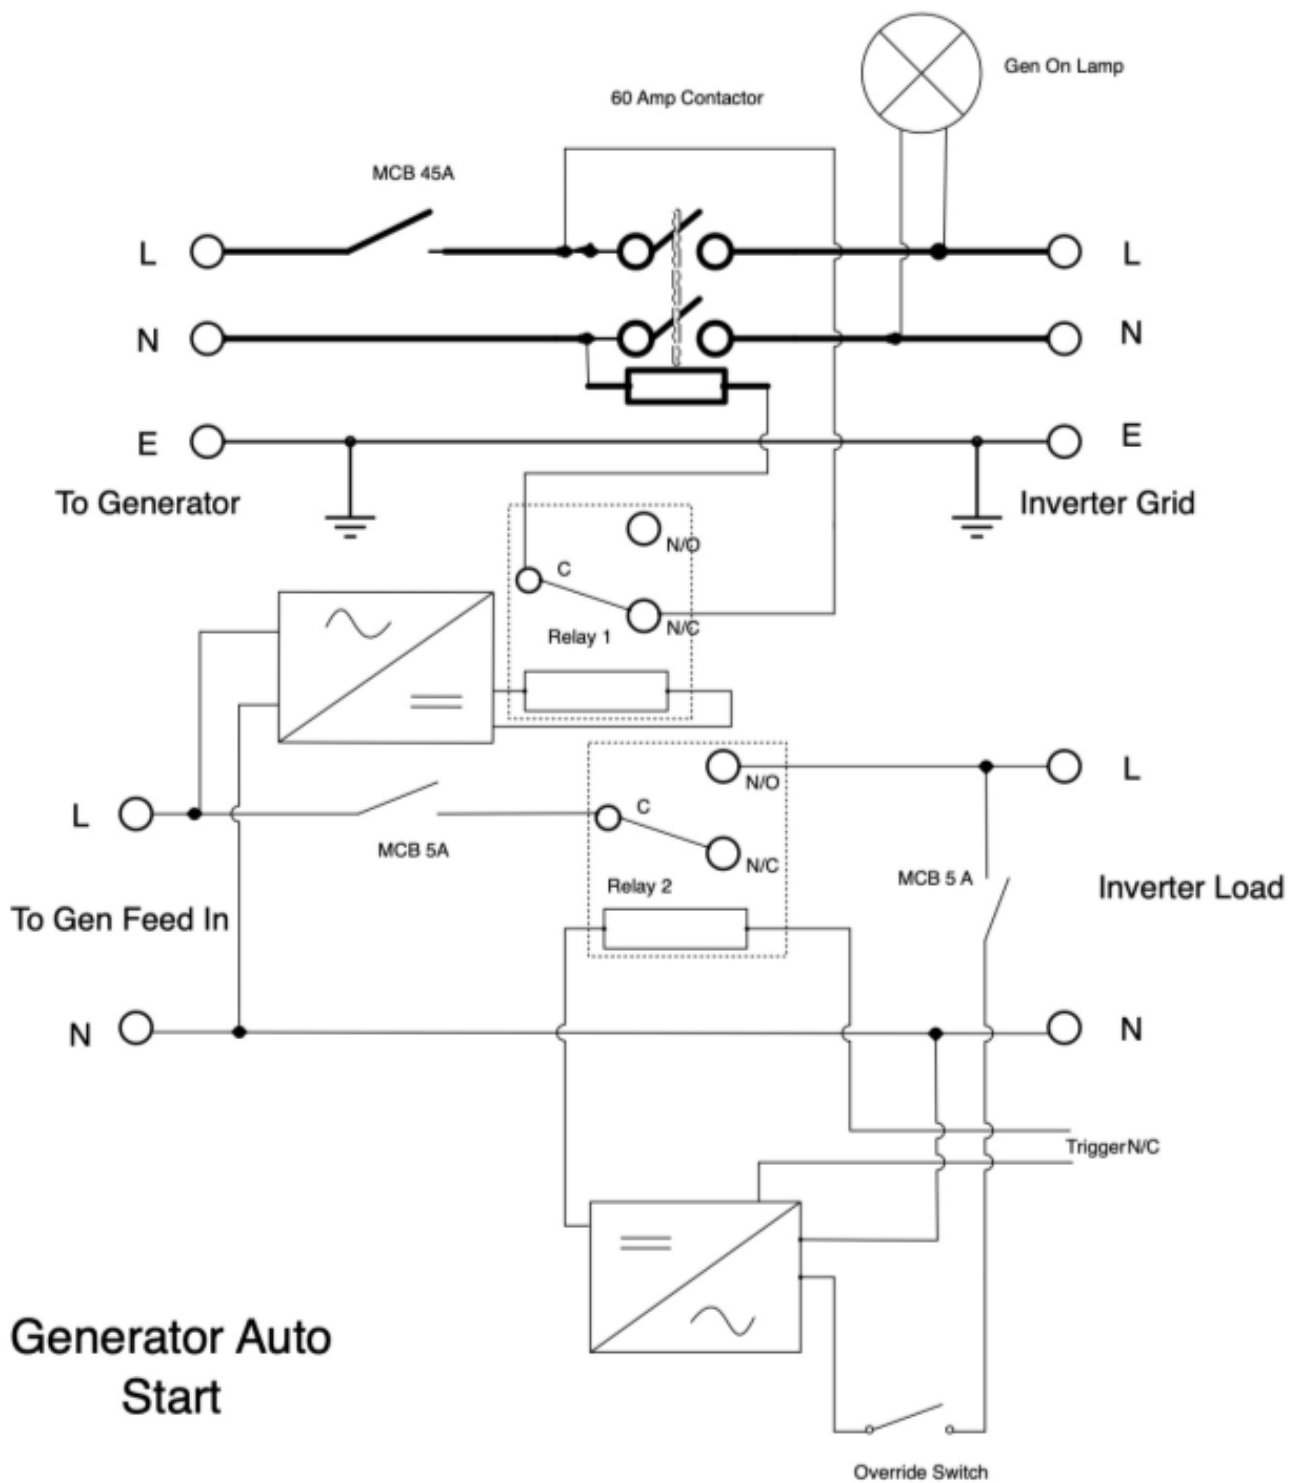 Gen On Lamp
60 Amp Contactor
MCB 45A
L
L
N
N
E
E
To Generator
Inverter Grid
N/O
C
N/C
Relay 1
N/O
L
C
L
MCB 5A
N/C
MCB 5 A
Relay 2
Inverter Load
To Gen Feed In
N
N
TriggerN/C
Generator Auto
Start
Override Switch